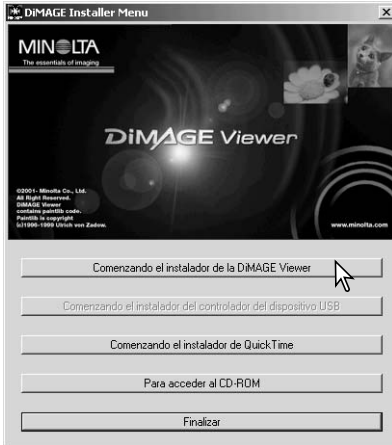 DiMAGE Installer Menu
MINOLTA
The essentials of imaging
DiMAGE Viewer
©2001- Minolta Co., Ltd.
All Right Reserved.
DiMAGE Viewer
contains paintlib code.
Paintlib is copyright
(c)1996-1999 Ulrich von Zadow.
www.minolta.com
Comenzando el instalador de la DiMAGE Viewer
Comenzando el instalador del controlador del dispositivo USB
Comenzando el instalador de QuickTime
Para acceder al CD-ROM
Finalizar